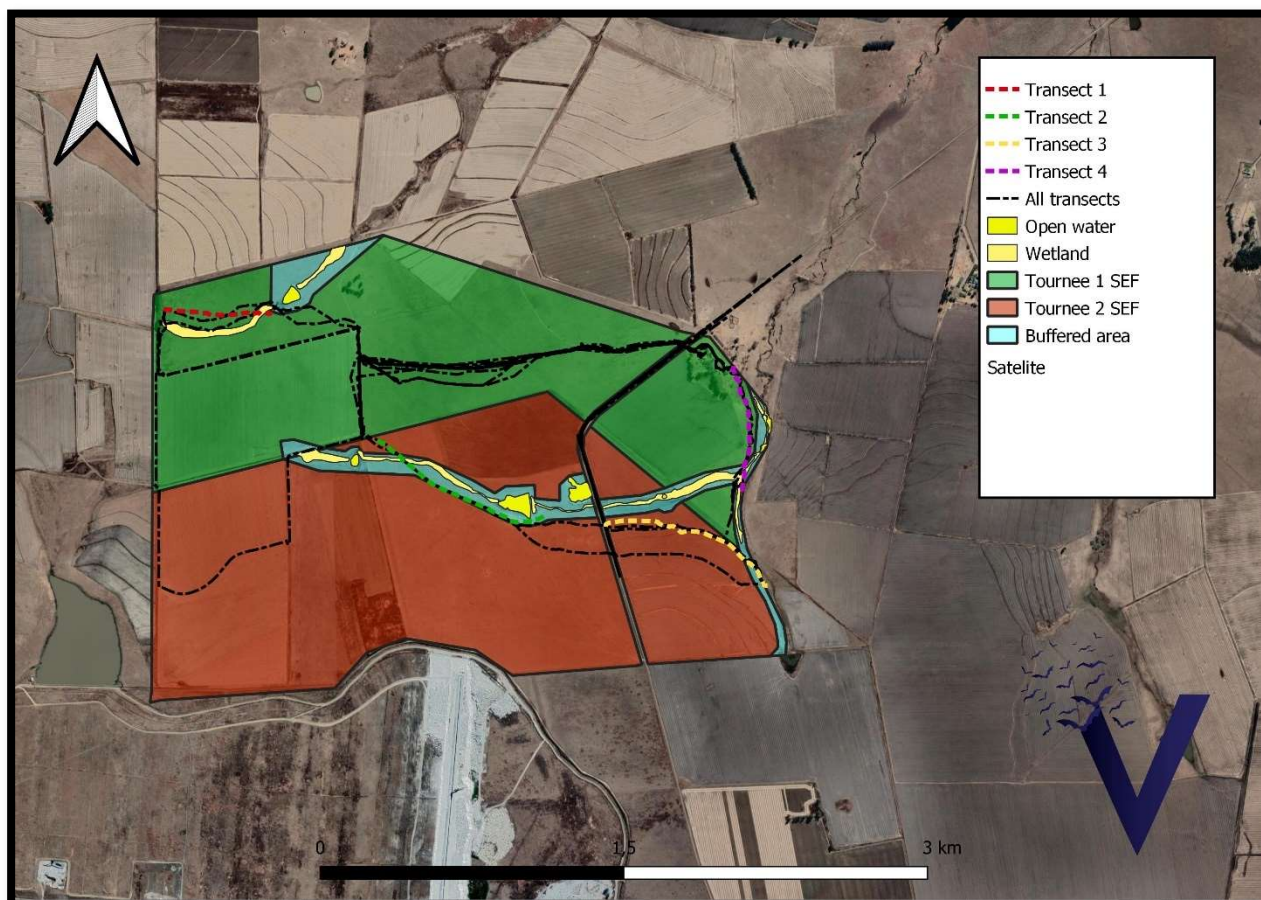 Transect 1
Transect 2
Transect 3
Transect 4
All transects
Open water
Wetland
Tournee 1 SEF
Tournee 2 SEF
Buffered area
Satelite
0 1,5 3 km
V